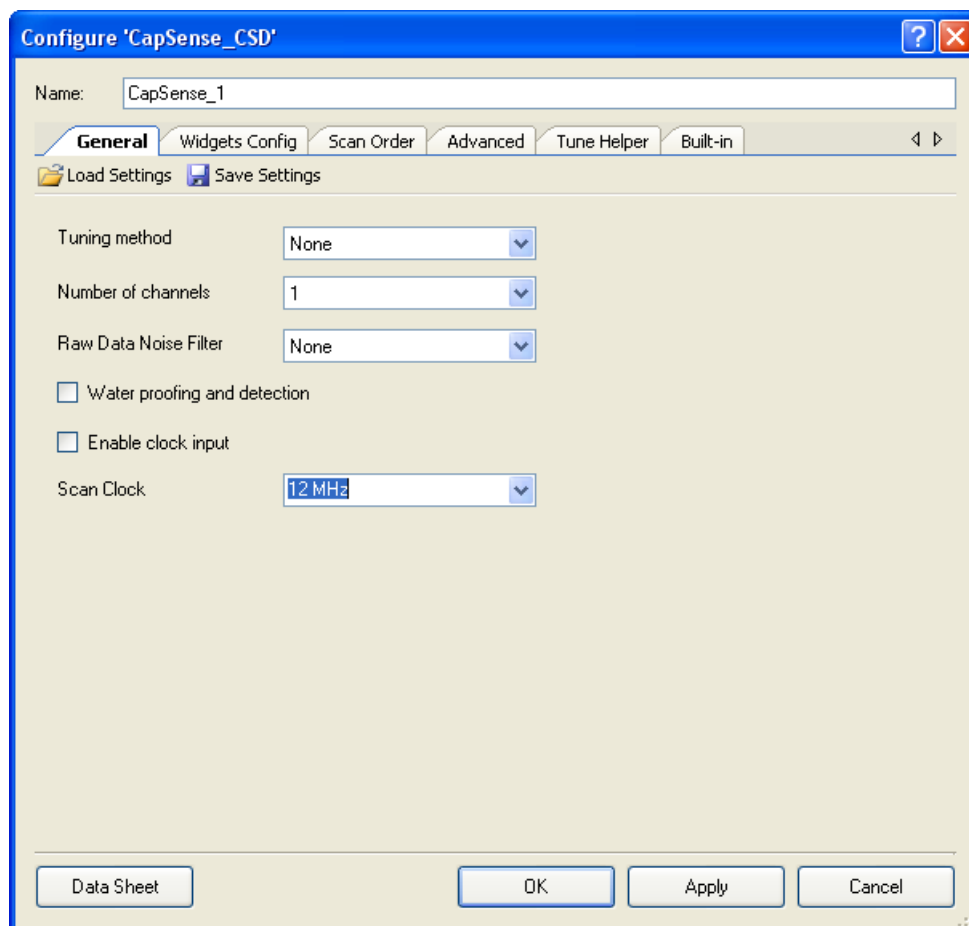 Configure 'CapSense_CSD'
Name: CapSense_1
General Widgets Config Scan Order Advanced Tune Helper Built-in
Load Settings Save Settings
Tuning method None
Number of channels 1
Raw Data Noise Filter None
Water proofing and detection
Enable clock input
Scan Clock 12 MHz
Data Sheet OK Apply Cancel